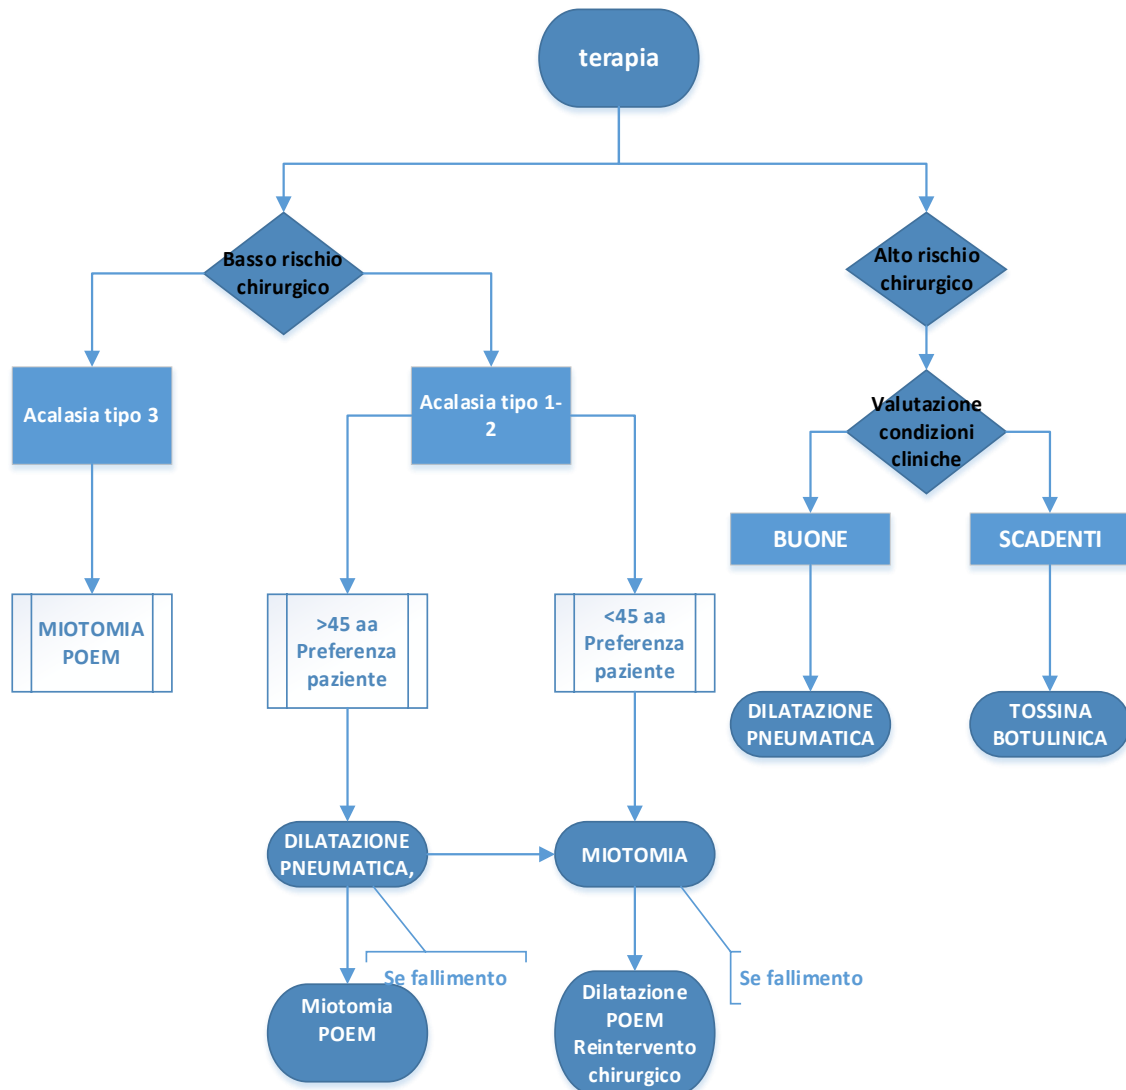 terapia
Basso rischio
chirurgico
Alto rischio
chirurgico
Acalasia tipo 3
Acalasia tipo 1-
2
Valutazione
condizioni
cliniche
BUONE
SCADENTI
MIOTOMIA
POEM
>45 aa
Preferenza
paziente
<45 aa
Preferenza
paziente
DILATAZIONE
PNEUMATICA
TOSSINA
BOTULINICA
DILATAZIONE
PNEUMATICA,
MIOTOMIA
Se fallimento
Se fallimento
Miotomia
POEM
Dilatazione
POEM
Reintervento
chirurgico